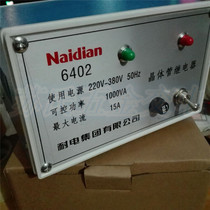 Naidian
6402
晶体管继电器
使用电源 220V-380V 50Hz
可控功率 1000VA
最大电流 15A
耐电集团有限公司